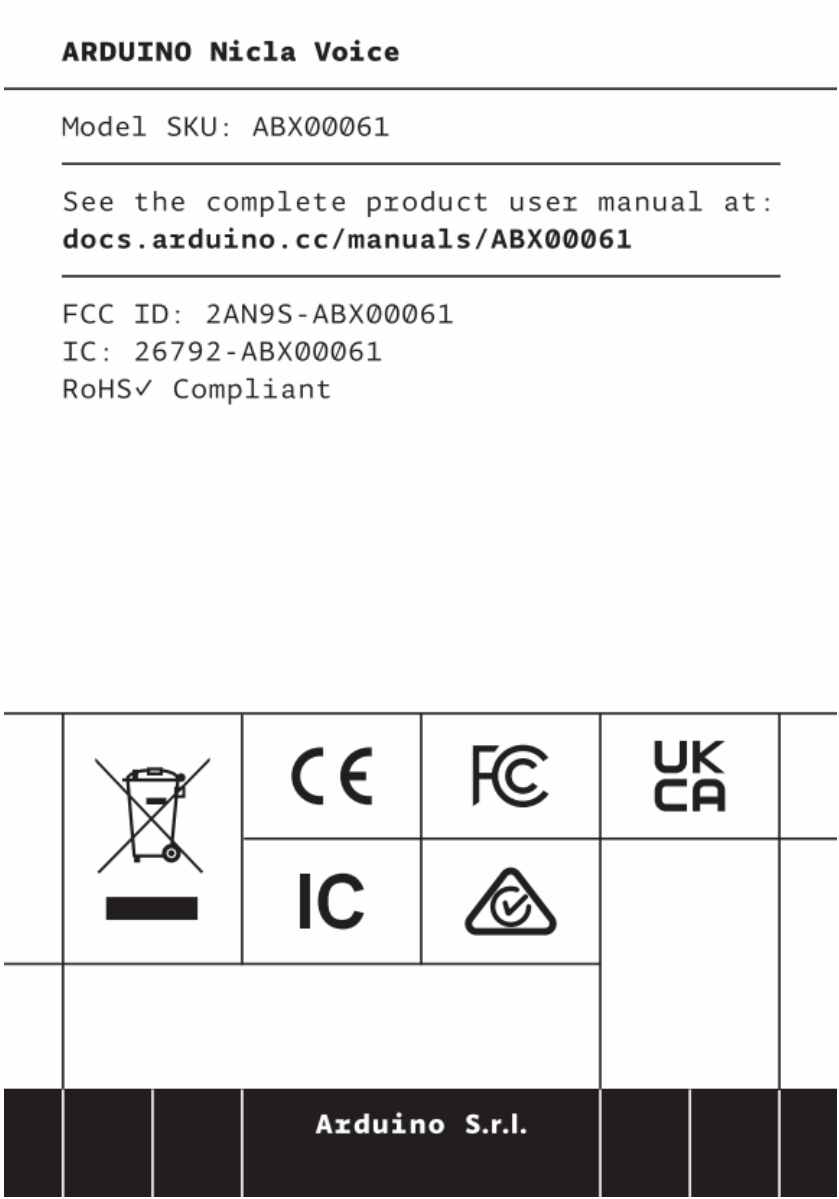 ARDUINO Nicla Voice
Model SKU: ABX00061
See the complete product user manual at:
docs.arduino.cc/manuals/ABX00061
FCC ID: 2AN9S-ABX00061
IC: 26792-ABX00061
RoHS✓ Compliant
CE FC UK
CA
IC
Arduino S.r.l.